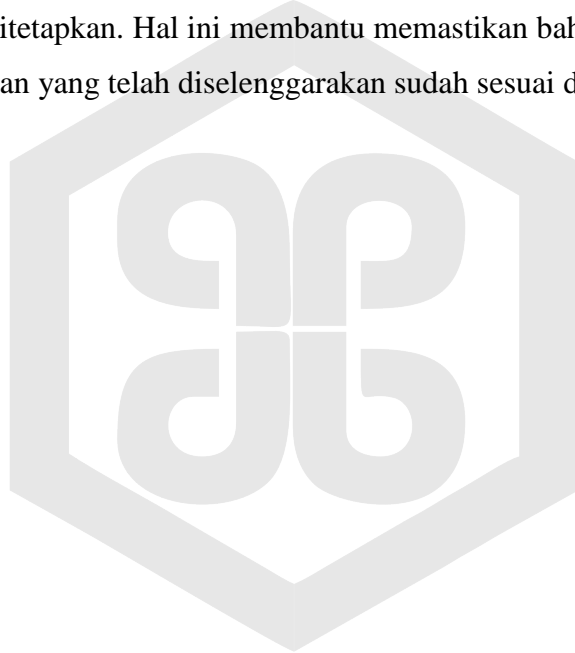 itetapkan. Hal ini membantu memastikan bah
an yang telah diselenggarakan sudah sesuai d